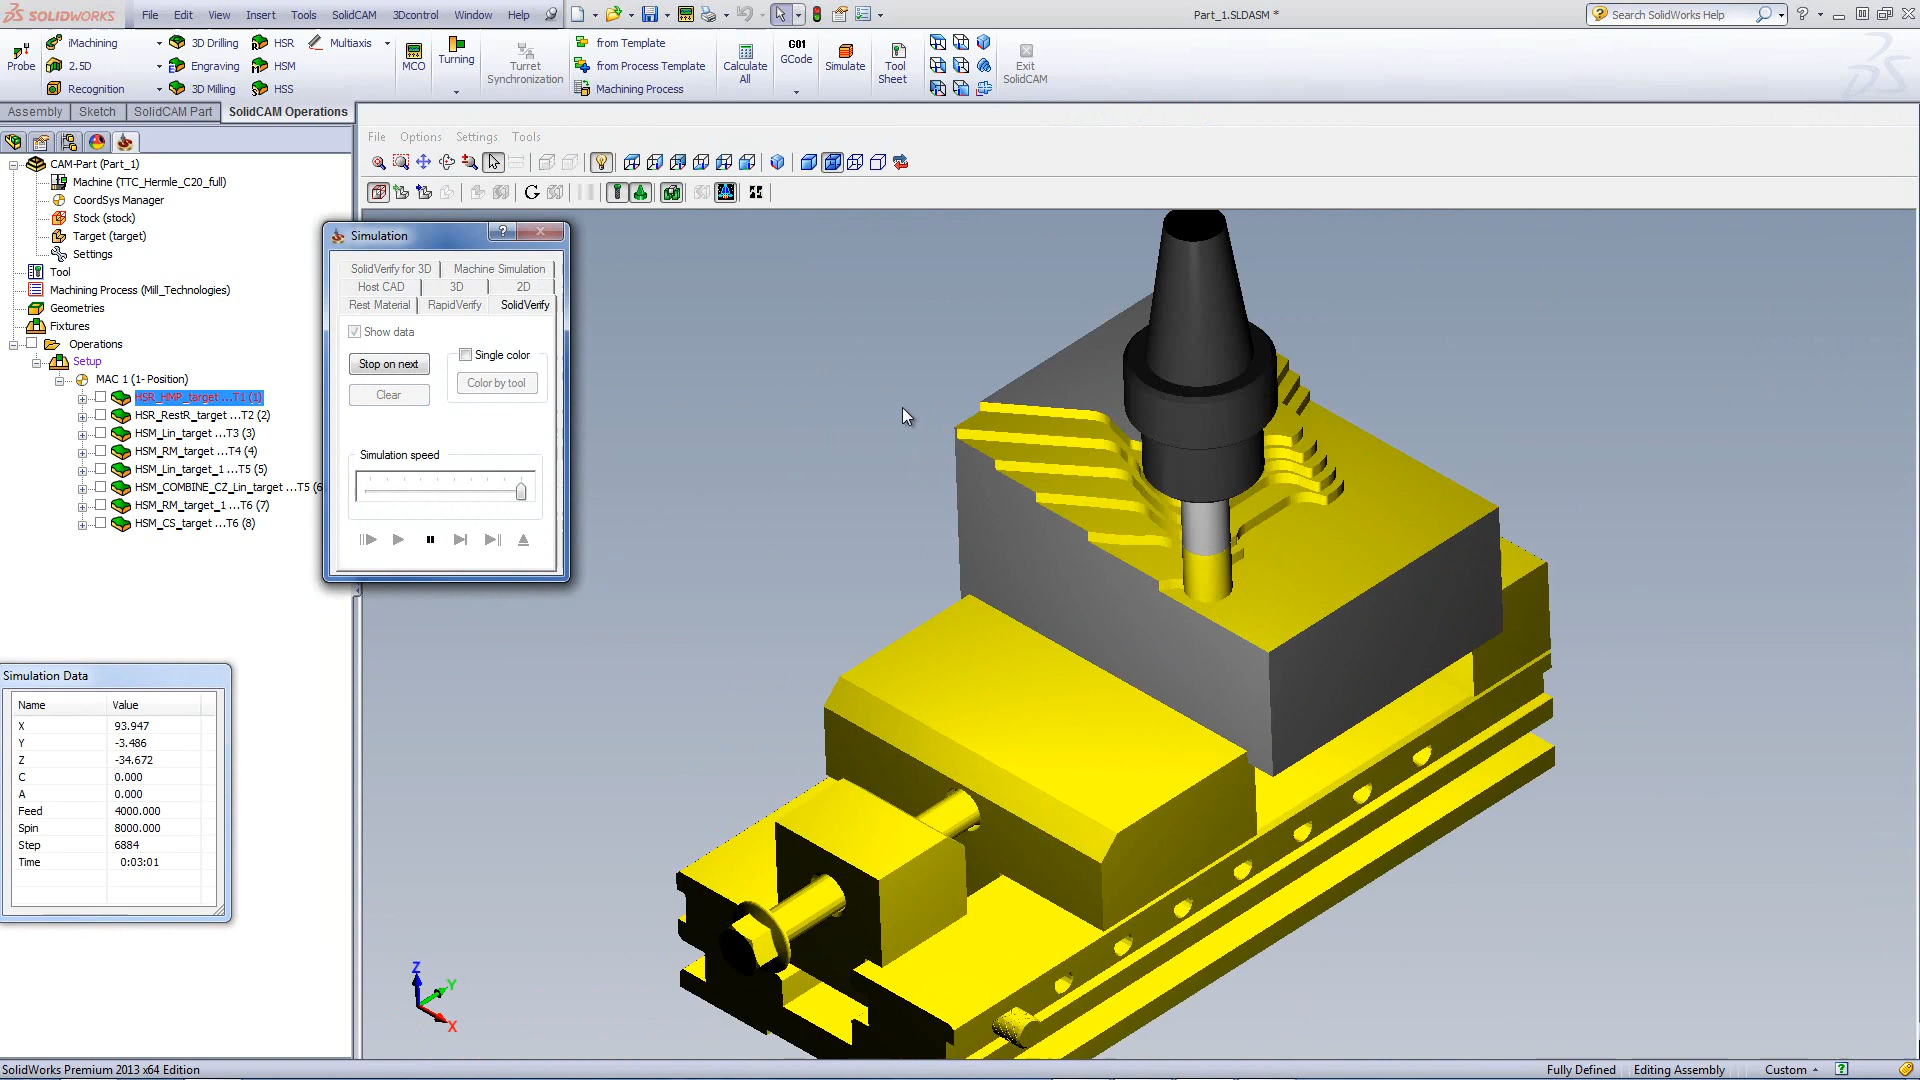 SOLIDWORKS File Edit View Insert Tools SolidCAM 3Dcontrol Window Help Part_1.SLDASM * Search SolidWorks Help
iMachining 3D Drilling HSR Multiaxis from Template G01
Probe 2.5D Engraving HSM MCO Turning Turret Synchronization from Process Template Calculate All GCode Simulate Tool Sheet Exit SolidCAM
Recognition 3D Milling HSS Machining Process
Assembly Sketch SolidCAM Part SolidCAM Operations
File Options Settings Tools
CAM-Part (Part_1)
Machine (TTC_Hermle_C20_full)
CoordSys Manager
Stock (stock)
Target (target)
Settings
Tool
Machining Process (Mill_Technologies)
Geometries
Fixtures
Operations
Setup
MAC 1 (1- Position)
HSR_HMP_target ...T1 (1)
HSR_RestR_target ...T2 (2)
HSM_Lin_target ...T3 (3)
HSM_RM_target ...T4 (4)
HSM_Lin_target_1 ...T5 (5)
HSM_COMBINE_CZ_Lin_target ...T5 (6
HSM_RM_target_1 ...T6 (7)
HSM_CS_target ...T6 (8)
Simulation
SolidVerify for 3D Machine Simulation
Host CAD 3D 2D
Rest Material RapidVerify SolidVerify
Show data
Stop on next Single color
Clear Color by tool
Simulation speed
Simulation Data
Name Value
X 93.947
Y -3.486
Z -34.672
C 0.000
A 0.000
Feed 4000.000
Spin 8000.000
Step 6884
Time 0:03:01
Z
Y
X
SolidWorks Premium 2013 x64 Edition Fully Defined Editing Assembly Custom